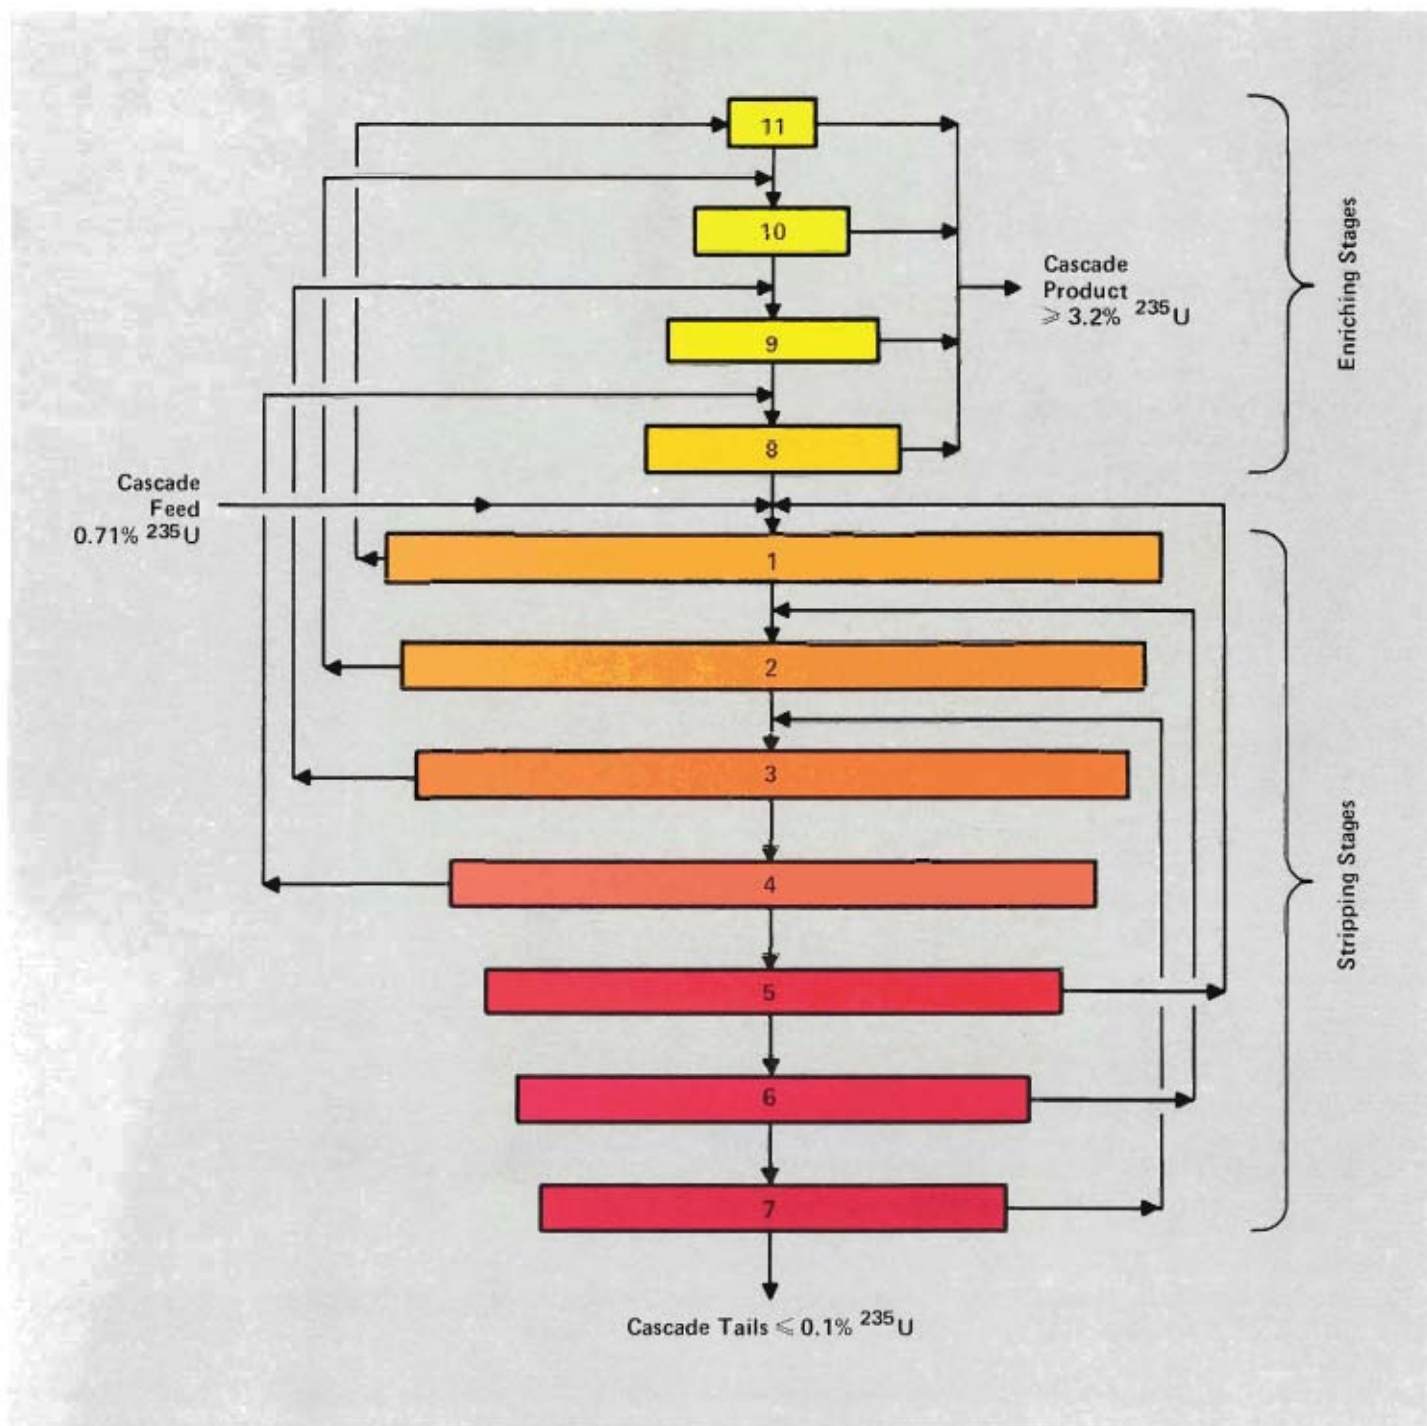 11
10
Cascade
Product
⩾ 3.2% ²³⁵U
9
8
Enriching Stages
Cascade
Feed
0.71% ²³⁵U
1
2
3
4
5
6
7
Stripping Stages
Cascade Tails ⩽ 0.1% ²³⁵U